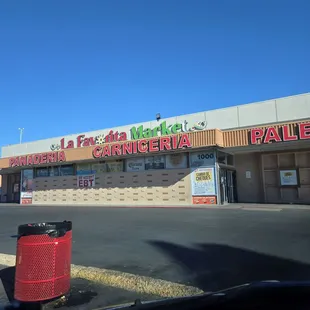 La Favorita Market
PANADERIA CARNICERIA PALE
1000
EBT